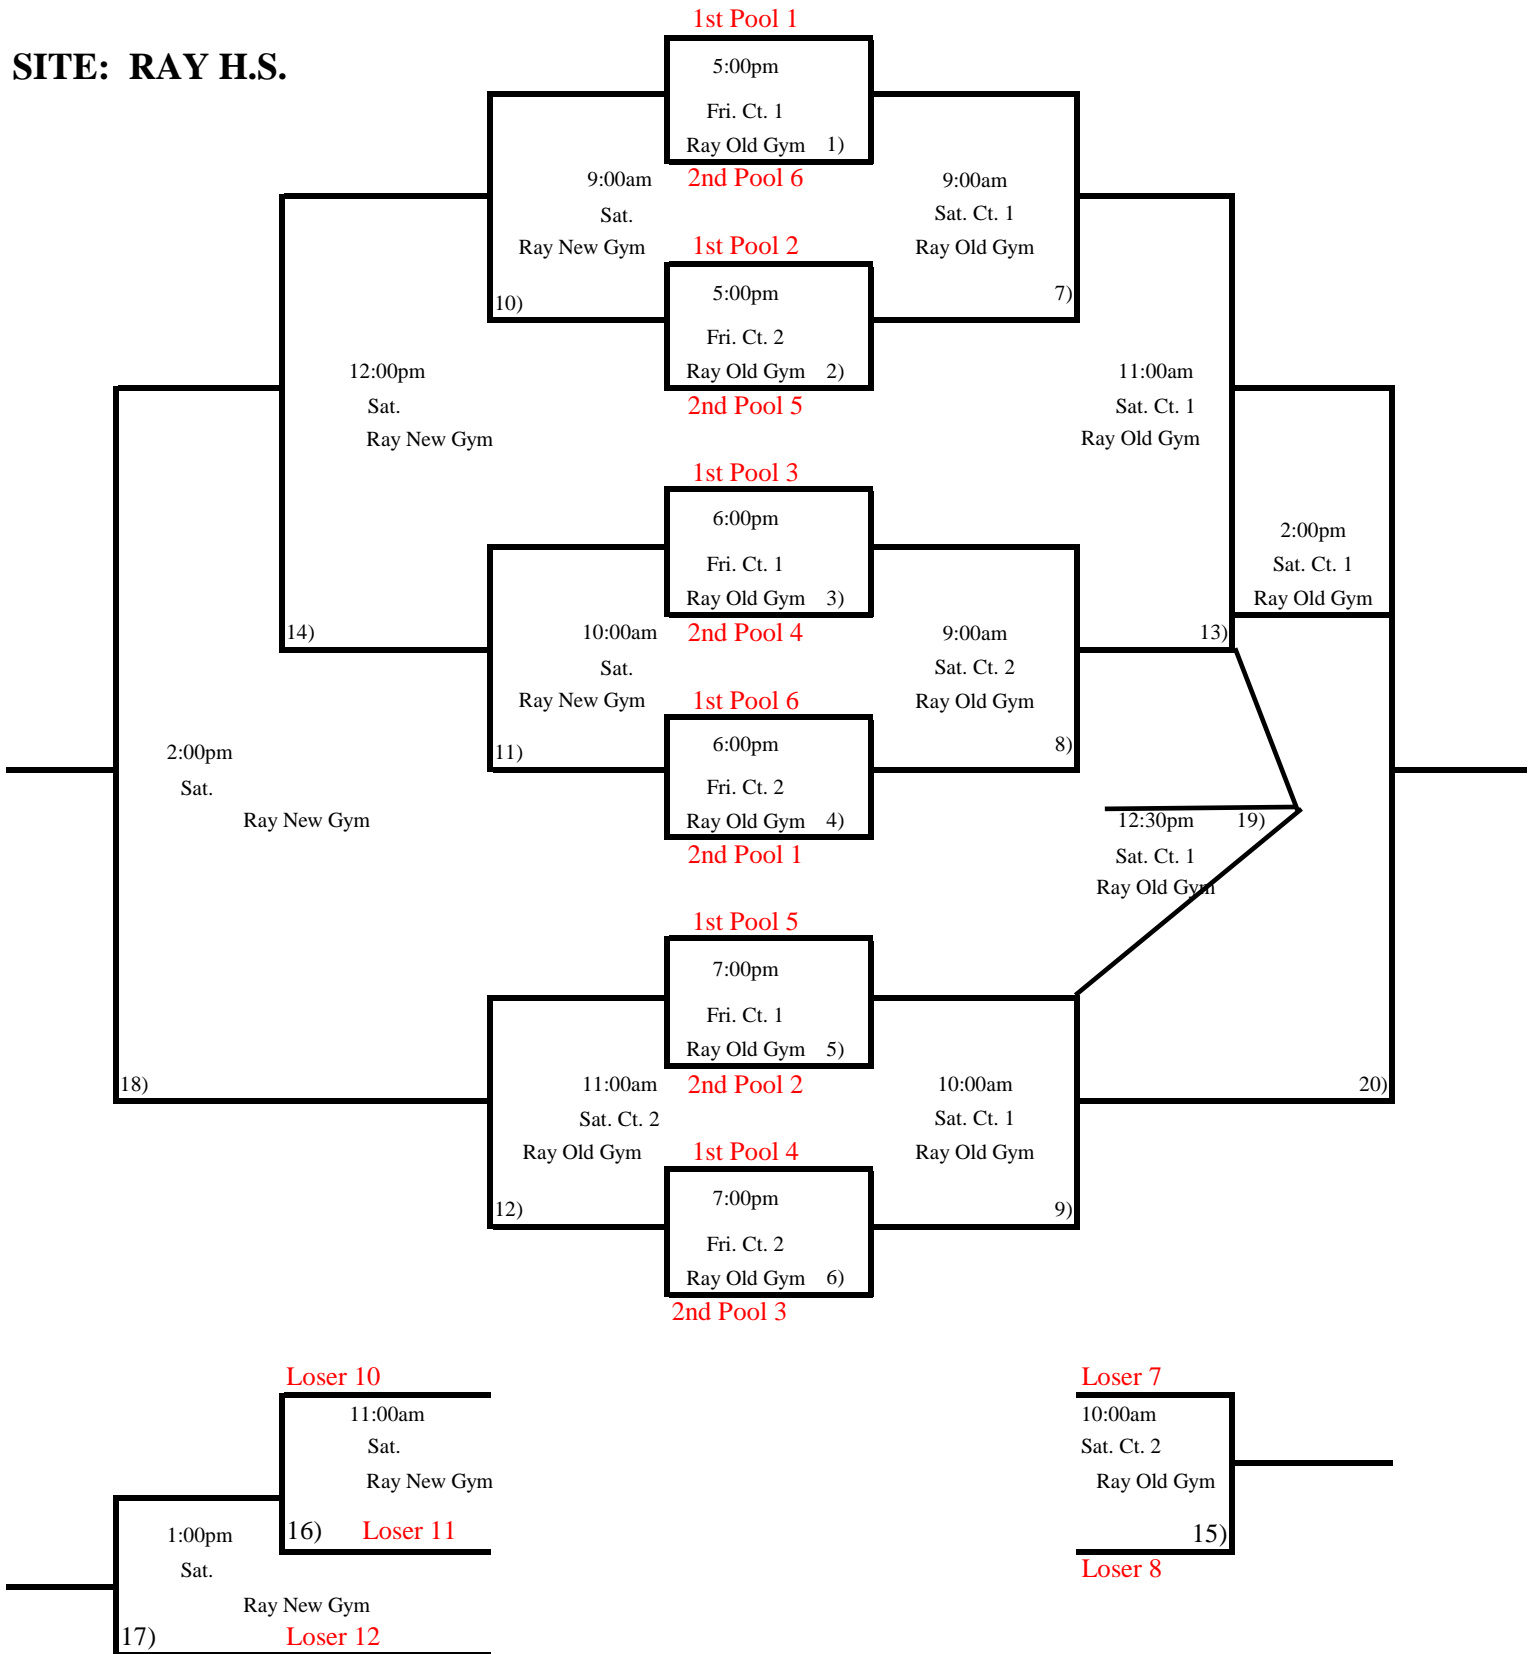 1st Pool 1
SITE: RAY H.S.
5:00pm
Fri. Ct. 1
Ray Old Gym 1)
2nd Pool 6
9:00am
Sat.
Ray New Gym
10)
9:00am
Sat. Ct. 1
Ray Old Gym
7)
1st Pool 2
5:00pm
Fri. Ct. 2
Ray Old Gym 2)
2nd Pool 5
12:00pm
Sat.
Ray New Gym
14)
11:00am
Sat. Ct. 1
Ray Old Gym
13)
1st Pool 3
6:00pm
Fri. Ct. 1
Ray Old Gym 3)
2nd Pool 4
2:00pm
Sat. Ct. 1
Ray Old Gym
20)
10:00am
Sat.
Ray New Gym
11)
9:00am
Sat. Ct. 2
Ray Old Gym
8)
1st Pool 6
6:00pm
Fri. Ct. 2
Ray Old Gym 4)
2nd Pool 1
2:00pm
Sat.
Ray New Gym
18)
12:30pm 19)
Sat. Ct. 1
Ray Old Gym
1st Pool 5
7:00pm
Fri. Ct. 1
Ray Old Gym 5)
2nd Pool 2
11:00am
Sat. Ct. 2
Ray Old Gym
12)
10:00am
Sat. Ct. 1
Ray Old Gym
9)
1st Pool 4
7:00pm
Fri. Ct. 2
Ray Old Gym 6)
2nd Pool 3
Loser 10
11:00am
Sat.
Ray New Gym
16) Loser 11
1:00pm
Sat.
Ray New Gym
17) Loser 12
Loser 7
10:00am
Sat. Ct. 2
Ray Old Gym
15)
Loser 8